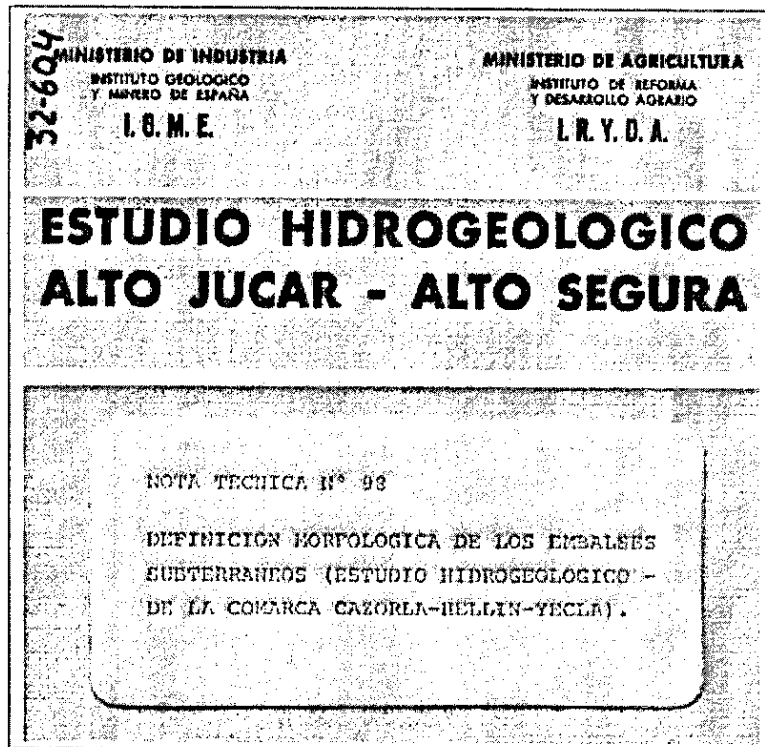 32-604
MINISTERIO DE INDUSTRIA
INSTITUTO GEOLOGICO
Y MINERO DE ESPAÑA
I. G. M. E.
MINISTERIO DE AGRICULTURA
INSTITUTO DE REFORMA
Y DESARROLLO AGRARIO
I. R. Y. D. A.
ESTUDIO HIDROGEOLOGICO
ALTO JUCAR - ALTO SEGURA
NOTA TECNICA Nº 98
DEFINICION MORFOLOGICA DE LOS EMBALSES
SUBTERRANEOS (ESTUDIO HIDROGEOLOGICO -
DE LA COMARCA CAZORLA-HELLIN-YECLA).